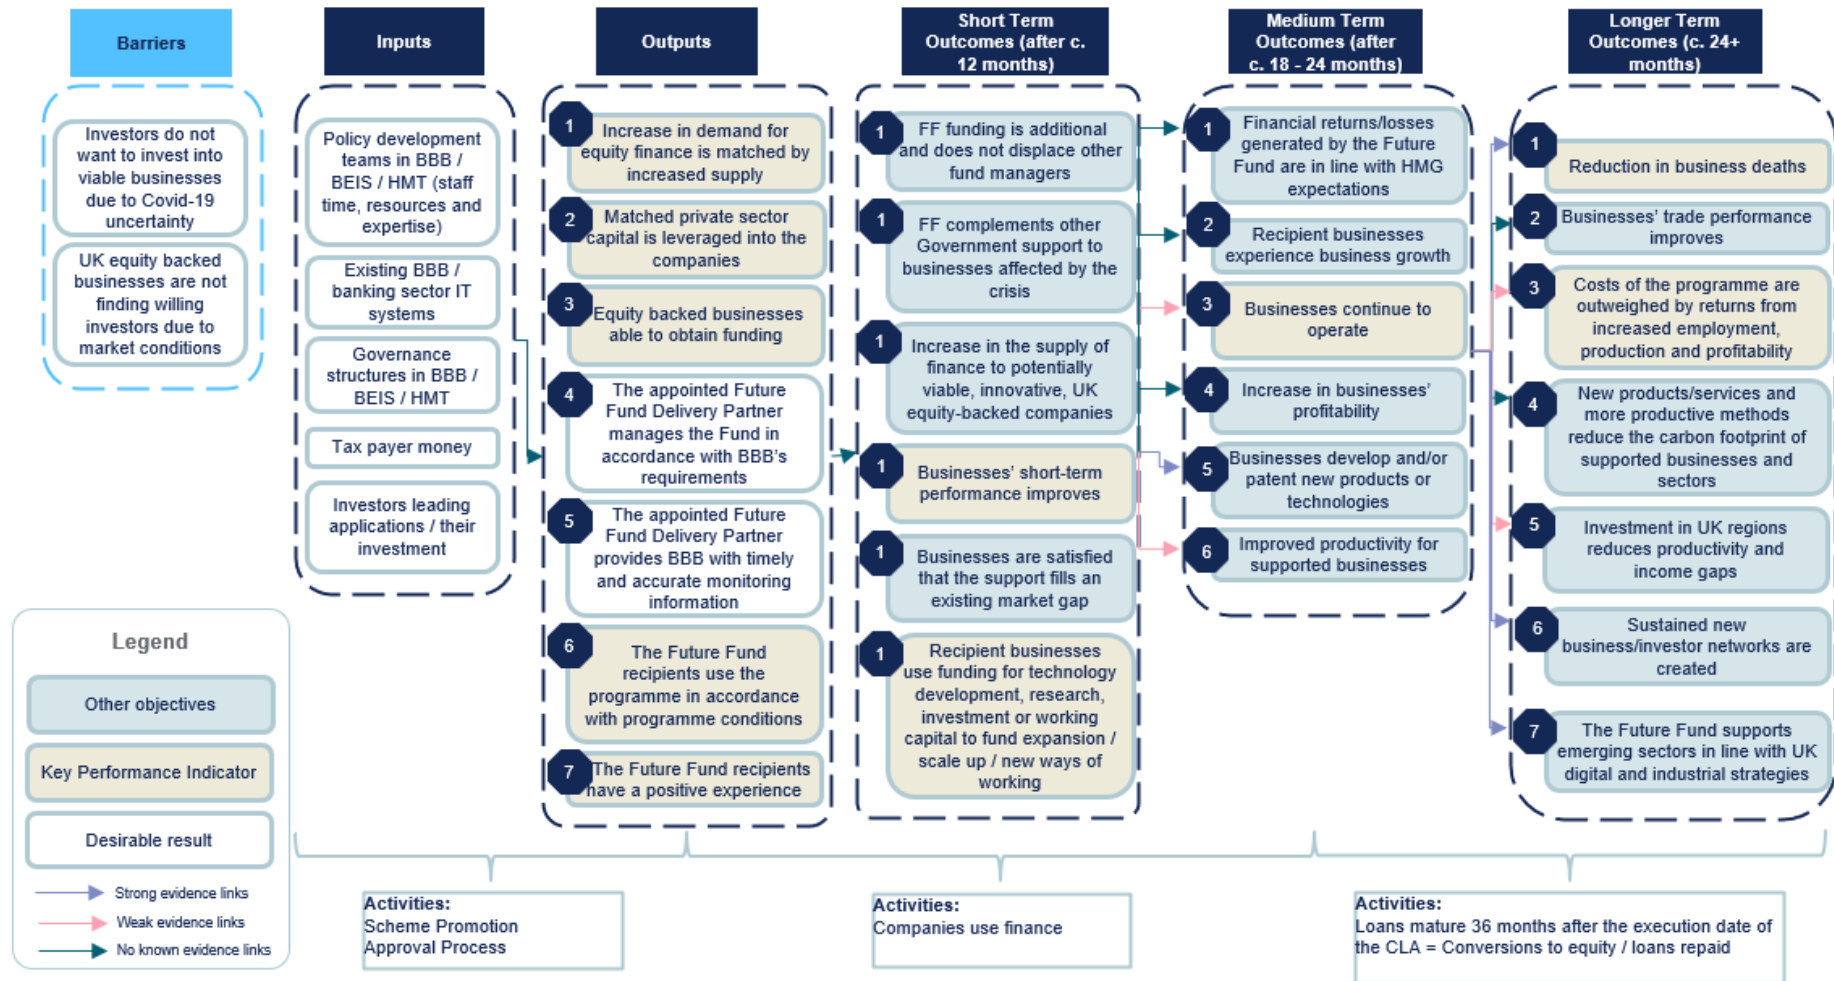 Barriers
Investors do not
want to invest into
viable businesses
due to Covid-19
uncertainty
UK equity backed
businesses are not
finding willing
investors due to
market conditions
Inputs
Policy development
teams in BBB /
BEIS / HMT (staff
time, resources and
expertise)
Existing BBB /
banking sector IT
systems
Governance
structures in BBB /
BEIS / HMT
Tax payer money
Investors leading
applications / their
investment
Outputs
1
Increase in demand for
equity finance is matched by
increased supply
2
Matched private sector
capital is leveraged into the
companies
3
Equity backed businesses
able to obtain funding
4
The appointed Future
Fund Delivery Partner
manages the Fund in
accordance with BBB's
requirements
5
The appointed Future
Fund Delivery Partner
provides BBB with timely
and accurate monitoring
information
6
The Future Fund
recipients use the
programme in accordance
with programme conditions
7
The Future Fund recipients
have a positive experience
Short Term
Outcomes (after c.
12 months)
1
FF funding is additional
and does not displace other
fund managers
1
FF complements other
Government support to
businesses affected by the
crisis
1
Increase in the supply of
finance to potentially
viable, innovative, UK
equity-backed companies
1
Businesses' short-term
performance improves
1
Businesses are satisfied
that the support fills an
existing market gap
1
Recipient businesses
use funding for technology
development, research,
investment or working
capital to fund expansion /
scale up / new ways of
working
Medium Term
Outcomes (after
c. 18 - 24 months)
1
Financial returns/losses
generated by the Future
Fund are in line with HMG
expectations
2
Recipient businesses
experience business growth
3
Businesses continue to
operate
4
Increase in businesses'
profitability
5
Businesses develop and/or
patent new products or
technologies
6
Improved productivity for
supported businesses
Longer Term
Outcomes (c. 24+
months)
1
Reduction in business deaths
2
Businesses' trade performance
improves
3
Costs of the programme are
outweighed by returns from
increased employment,
production and profitability
4
New products/services and
more productive methods
reduce the carbon footprint of
supported businesses and
sectors
5
Investment in UK regions
reduces productivity and
income gaps
6
Sustained new
business/investor networks are
created
7
The Future Fund supports
emerging sectors in line with UK
digital and industrial strategies
Legend
Other objectives
Key Performance Indicator
Desirable result
Strong evidence links
Weak evidence links
No known evidence links
Activities:
Scheme Promotion
Approval Process
Activities:
Companies use finance
Activities:
Loans mature 36 months after the execution date of
the CLA = Conversions to equity / loans repaid